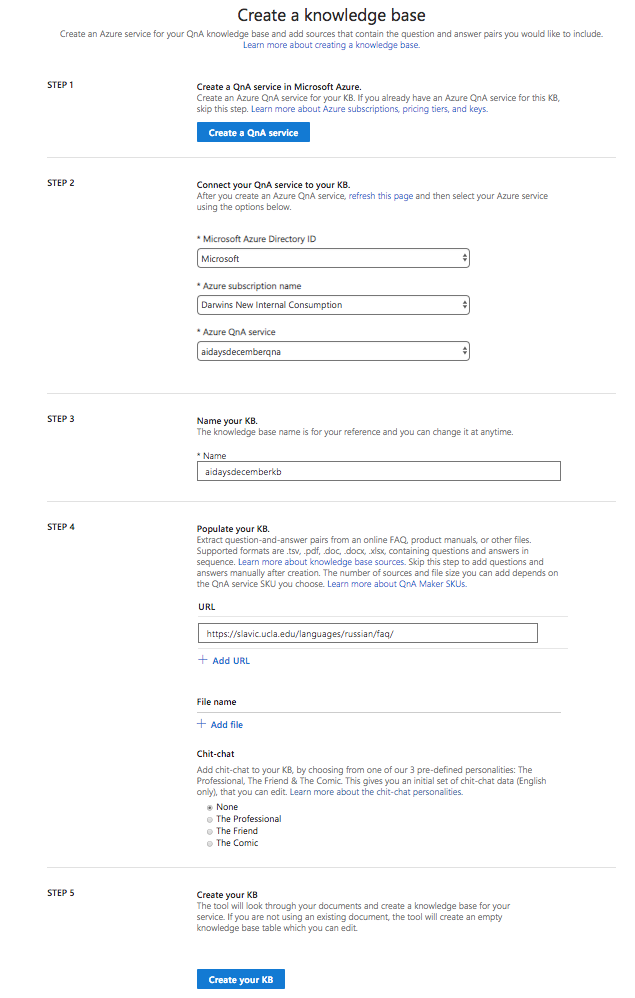 Create a knowledge base
Create an Azure service for your QnA knowledge base and add sources that contain the question and answer pairs you would like to include.
Learn more about creating a knowledge base.
STEP 1
Create a QnA service in Microsoft Azure.
Create an Azure QnA service for your KB. If you already have an Azure QnA service for this KB,
skip this step. Learn more about Azure subscriptions, pricing tiers, and keys.
Create a QnA service
STEP 2
Connect your QnA service to your KB.
After you create an Azure QnA service, refresh this page and then select your Azure service
using the options below.
* Microsoft Azure Directory ID
Microsoft
* Azure subscription name
Darwins New Internal Consumption
* Azure QnA service
aidaysdecemberqna
STEP 3
Name your KB.
The knowledge base name is for your reference and you can change it at anytime.
* Name
aidaysdecemberkb
STEP 4
Populate your KB.
Extract question-and-answer pairs from an online FAQ, product manuals, or other files.
Supported formats are .tsv, .pdf, .doc, .docx, .xlsx, containing questions and answers in
sequence. Learn more about knowledge base sources. Skip this step to add questions and
answers manually after creation. The number of sources and file size you can add depends on
the QnA service SKU you choose. Learn more about QnA Maker SKUs.
URL
https://slavic.ucla.edu/languages/russian/faq/
+ Add URL
File name
+ Add file
Chit-chat
Add chit-chat to your KB, by choosing from one of our 3 pre-defined personalities: The
Professional, The Friend & The Comic. This gives you an initial set of chit-chat data (English
only), that you can edit. Learn more about the chit-chat personalities.
None
The Professional
The Friend
The Comic
STEP 5
Create your KB
The tool will look through your documents and create a knowledge base for your
service. If you are not using an existing document, the tool will create an empty
knowledge base table which you can edit.
Create your KB